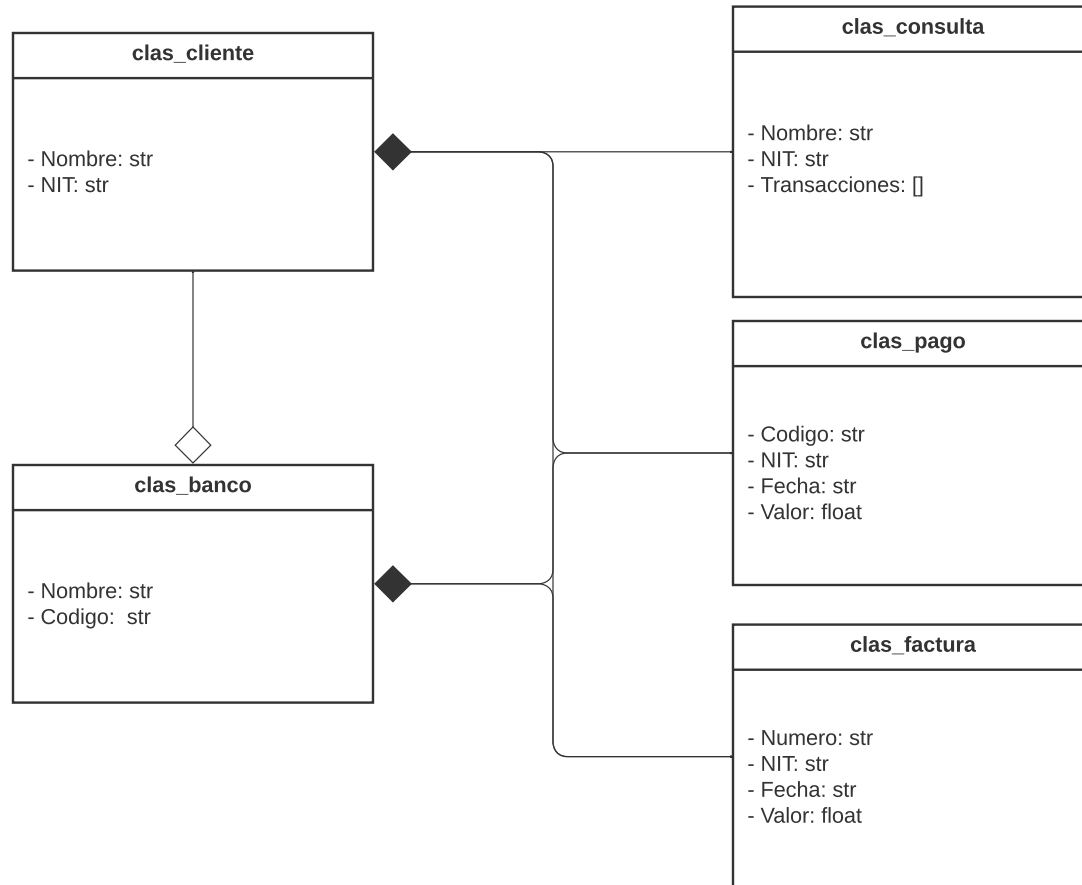 clas_cliente
- Nombre: str
- NIT: str
clas_banco
- Nombre: str
- Codigo:  str
clas_consulta
- Nombre: str
- NIT: str
- Transacciones: []
clas_pago
- Codigo: str
- NIT: str
- Fecha: str
- Valor: float
clas_factura
- Numero: str
- NIT: str
- Fecha: str
- Valor: float